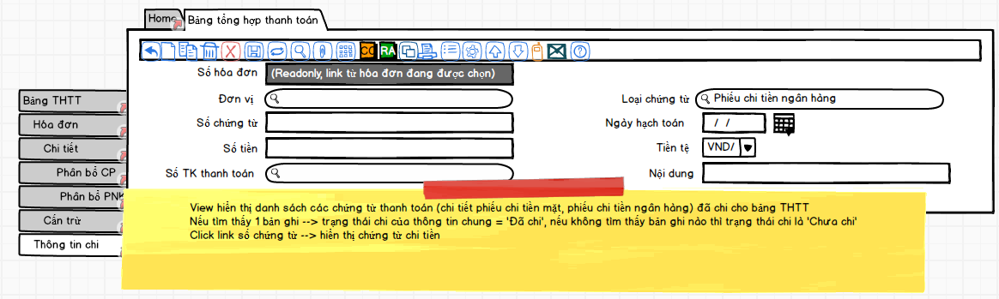 Home
Bảng tổng hợp thanh toán
CO
RA
Số hóa đơn
(Readonly, link từ hóa đơn đang được chọn)
Đơn vị
Loại chứng từ
Phiếu chi tiền ngân hàng
Số chứng từ
Ngày hạch toán
/ /
Số tiền
Tiền tệ
VND/
Số TK thanh toán
Nội dung
Bảng THTT
Hóa đơn
Chi tiết
Phân bổ CP
Phân bổ PNK
Cấn trừ
Thông tin chi
View hiển thị danh sách các chứng từ thanh toán (chi tiết phiếu chi tiền mặt, phiếu chi tiền ngân hàng) đã chi cho bảng THTT
Nếu tìm thấy 1 bản ghi --> trạng thái chi của thông tin chung = 'Đã chi', nếu không tìm thấy bản ghi nào thì trạng thái chi là 'Chưa chi'
Click link số chứng từ --> hiển thị chứng từ chi tiền